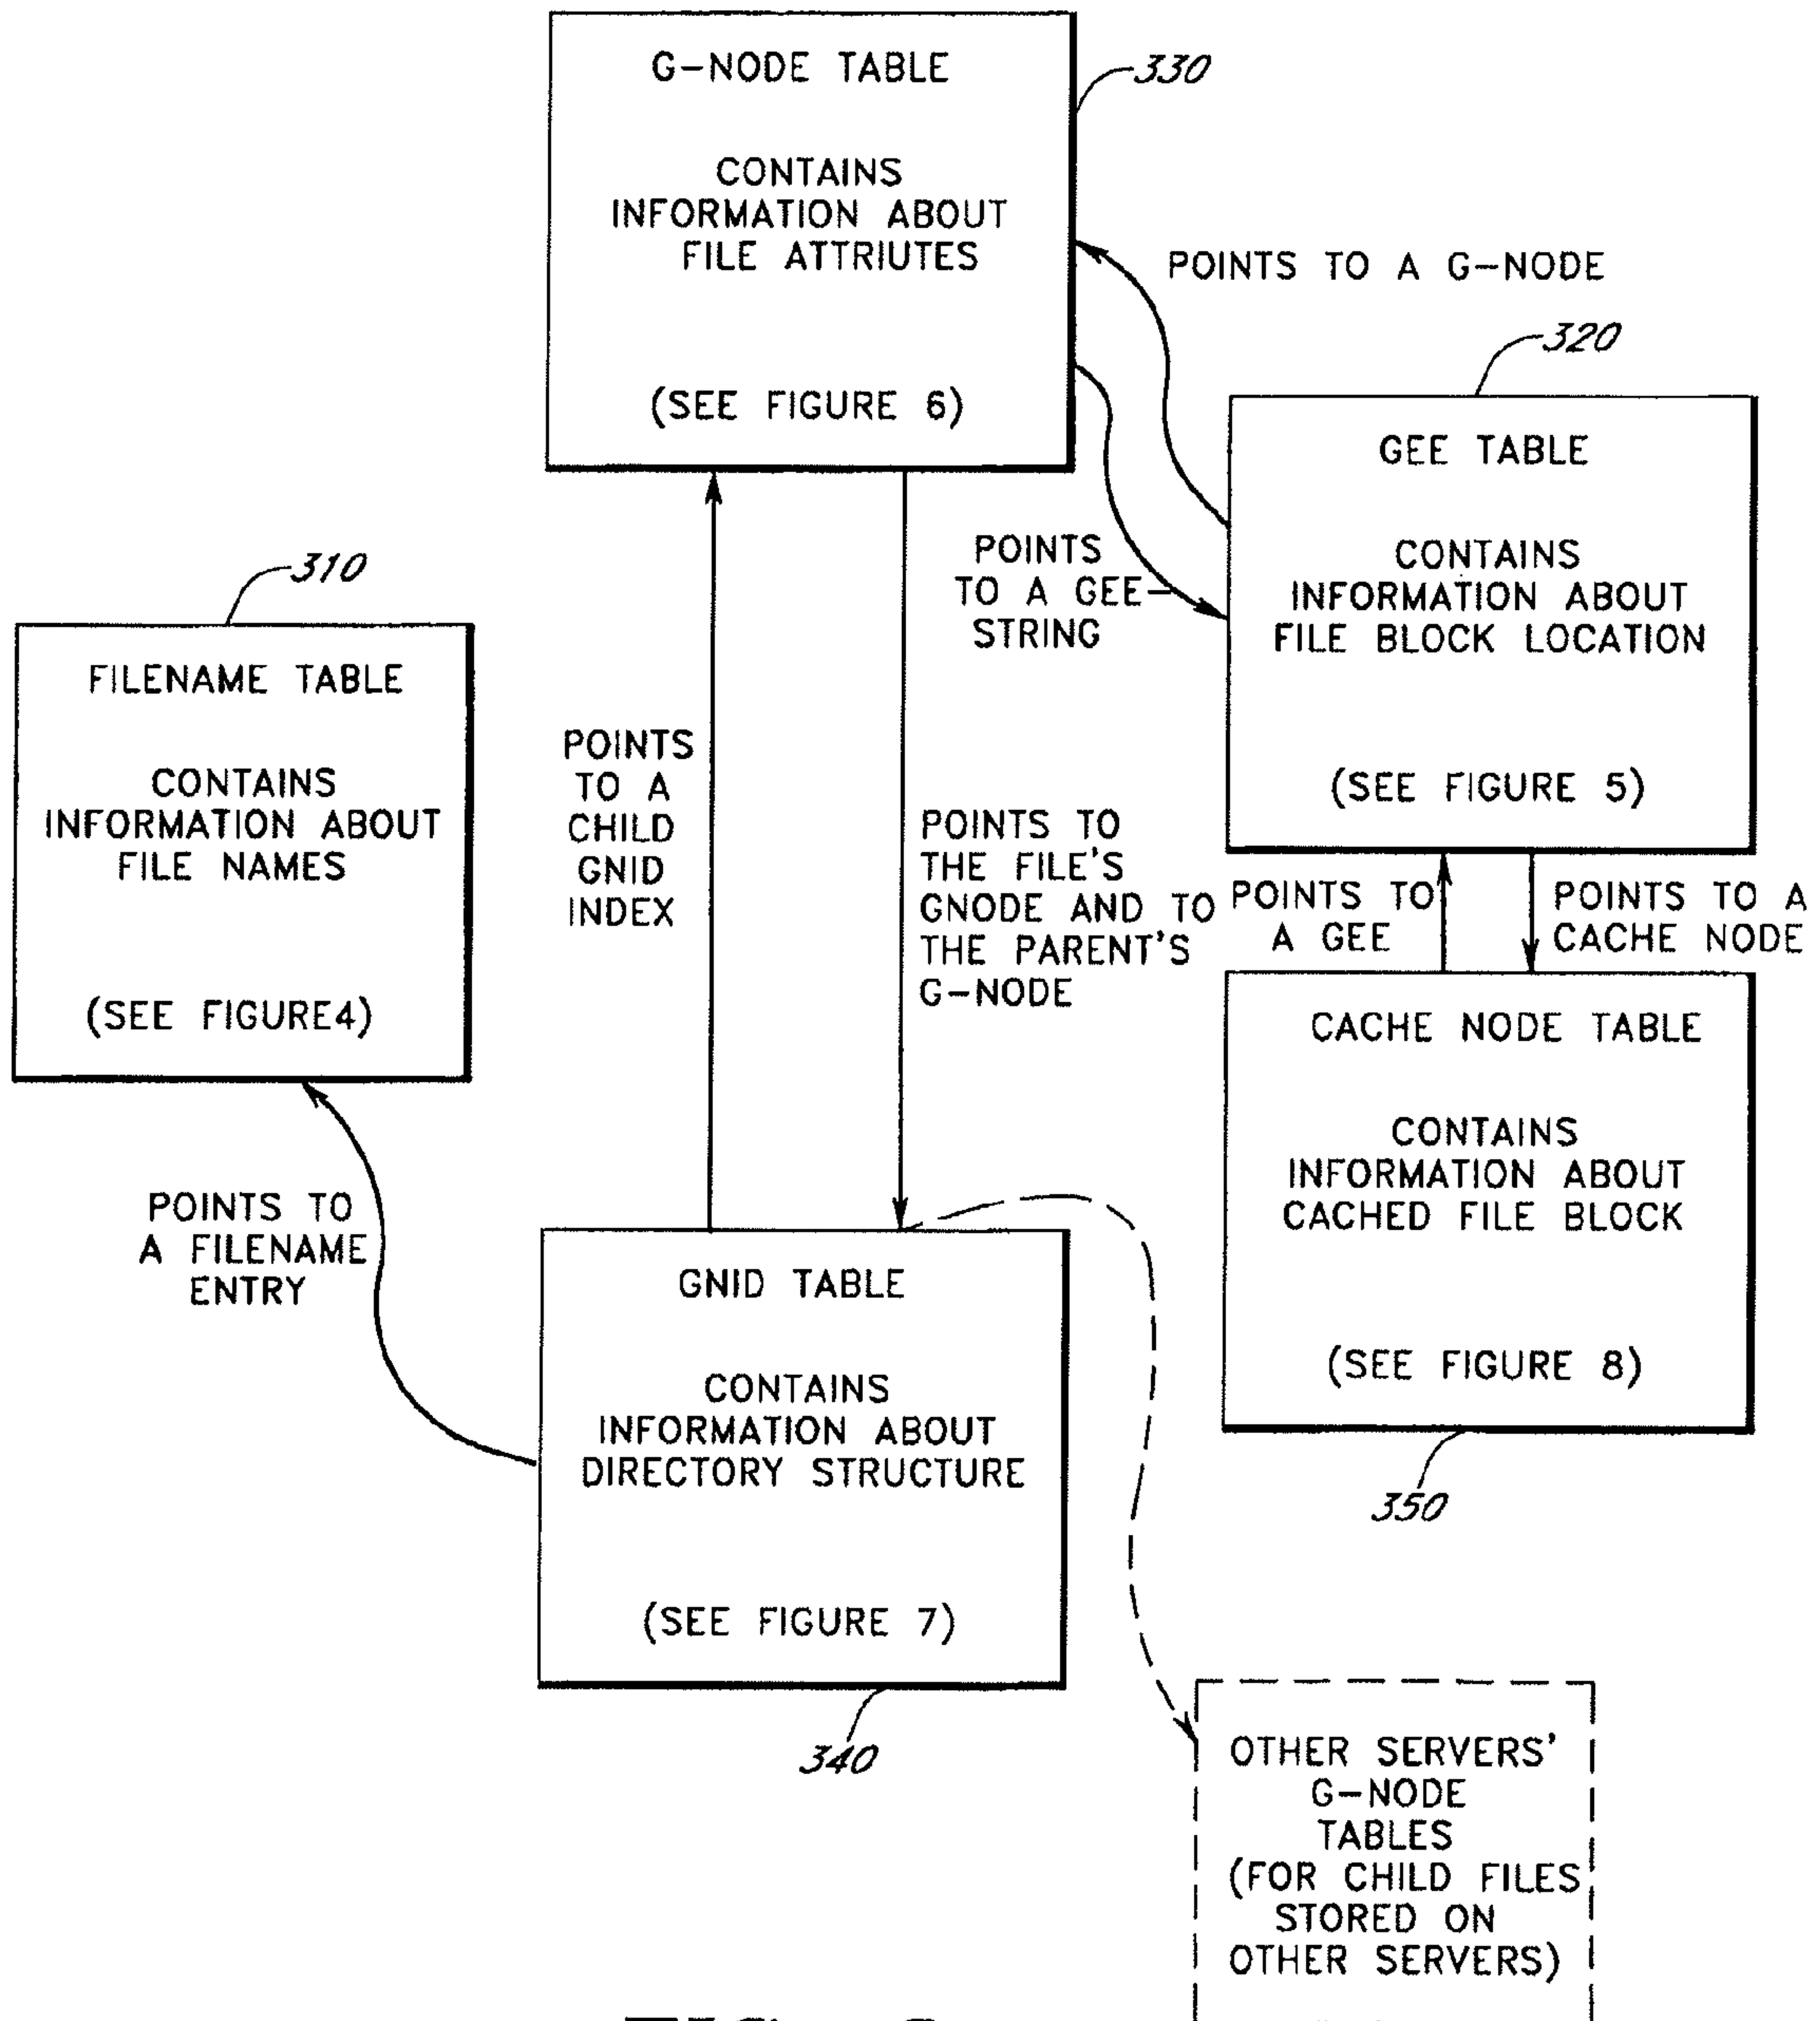 G-NODE TABLE
CONTAINS
INFORMATION ABOUT
FILE ATTRIUTES
(SEE FIGURE 6)
330
POINTS TO A G-NODE
320
GEE TABLE
CONTAINS
INFORMATION ABOUT
FILE BLOCK LOCATION
(SEE FIGURE 5)
POINTS
TO A GEE-
STRING
310
FILENAME TABLE
CONTAINS
INFORMATION ABOUT
FILE NAMES
(SEE FIGURE4)
POINTS
TO A
CHILD
GNID
INDEX
POINTS TO
THE FILE'S
GNODE AND TO
THE PARENT'S
G-NODE
POINTS TO
A GEE
POINTS TO A
CACHE NODE
CACHE NODE TABLE
CONTAINS
INFORMATION ABOUT
CACHED FILE BLOCK
(SEE FIGURE 8)
350
POINTS TO
A FILENAME
ENTRY
GNID TABLE
CONTAINS
INFORMATION ABOUT
DIRECTORY STRUCTURE
(SEE FIGURE 7)
340
OTHER SERVERS'
G-NODE
TABLES
(FOR CHILD FILES
STORED ON
OTHER SERVERS)